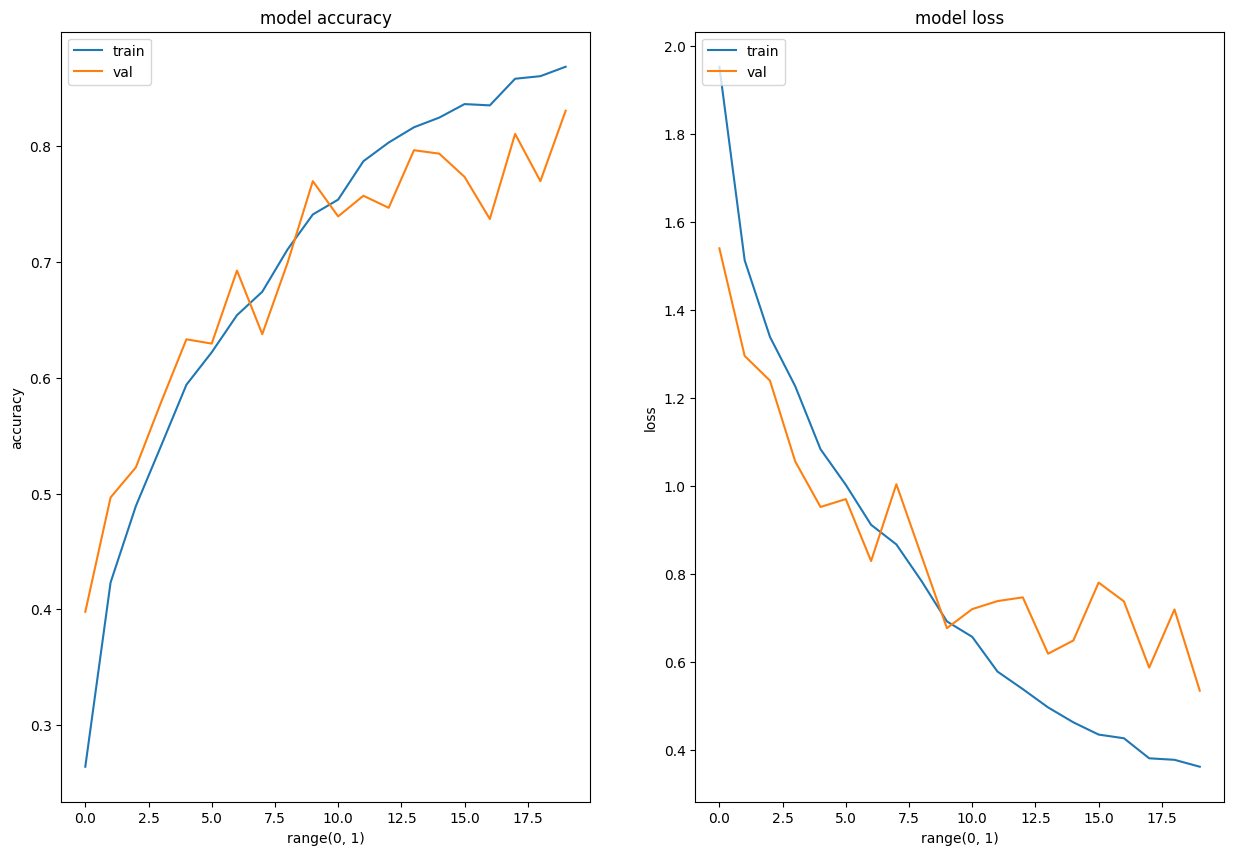 model accuracy
train
val
0.8
0.7
0.6
0.5
0.4
0.3
accuracy
0.0 2.5 5.0 7.5 10.0 12.5 15.0 17.5
range(0, 1)
model loss
train
val
2.0
1.8
1.6
1.4
1.2
1.0
0.8
0.6
0.4
loss
0.0 2.5 5.0 7.5 10.0 12.5 15.0 17.5
range(0, 1)